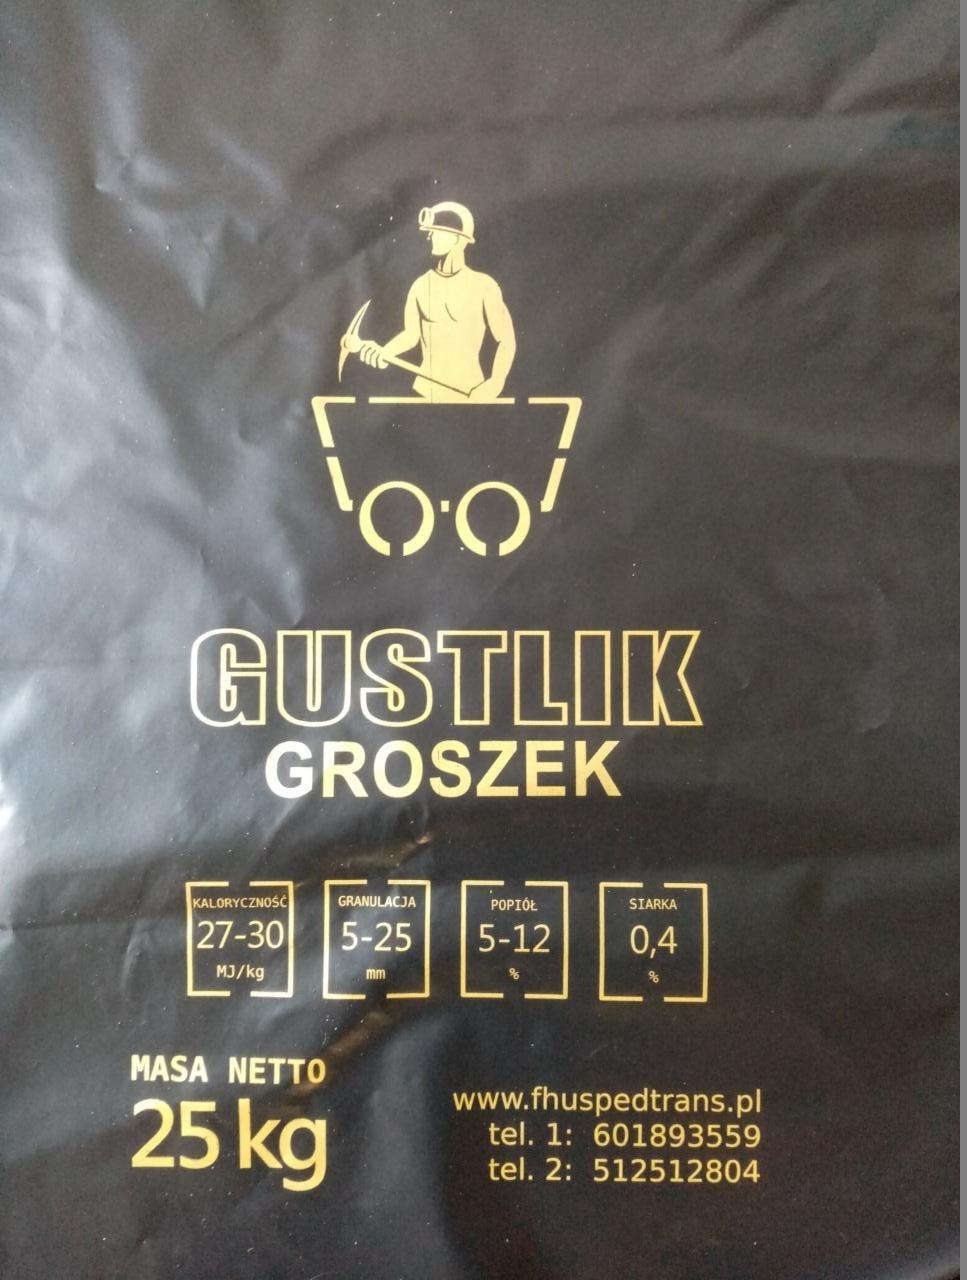 GUSTLIK
GROSZEK
KALORYCZNOŚĆ
27-30
MJ/kg
GRANULACJA
5-25
mm
POPIÓŁ
5-12
%
SIARKA
0,4
%
MASA NETTO
25 kg
www.fhuspedtrans.pl
tel. 1: 601893559
tel. 2: 512512804